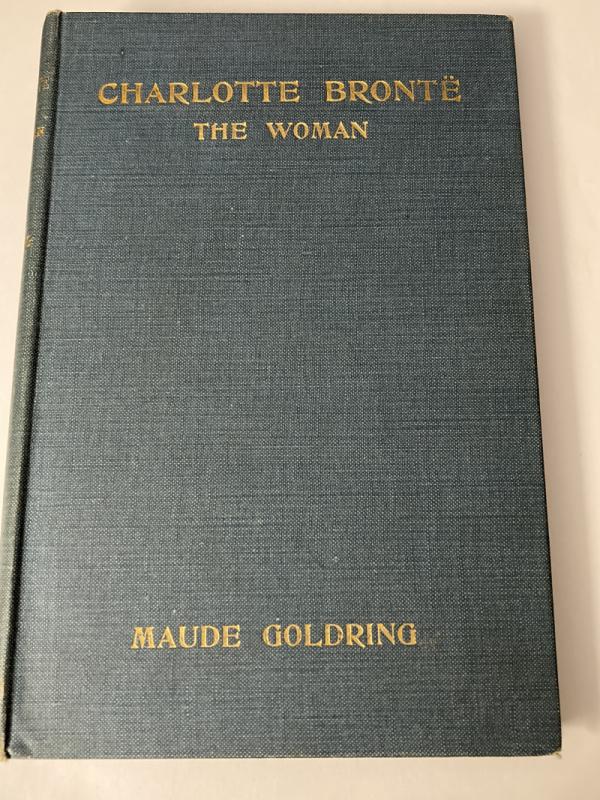 CHARLOTTE BRONTË
THE WOMAN
MAUDE GOLDRING